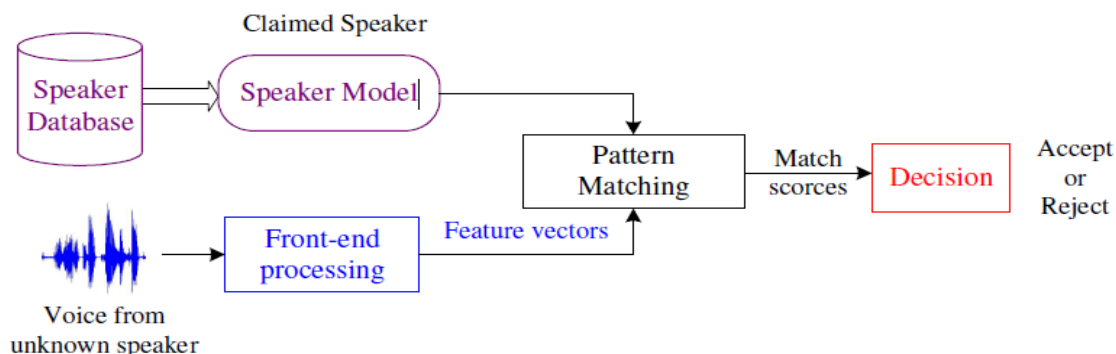 Claimed Speaker
Speaker
Database
Speaker Model
Pattern
Matching
Match
scorces
Decision
Accept
or
Reject
Front-end
processing
Feature vectors
Voice from
unknown speaker